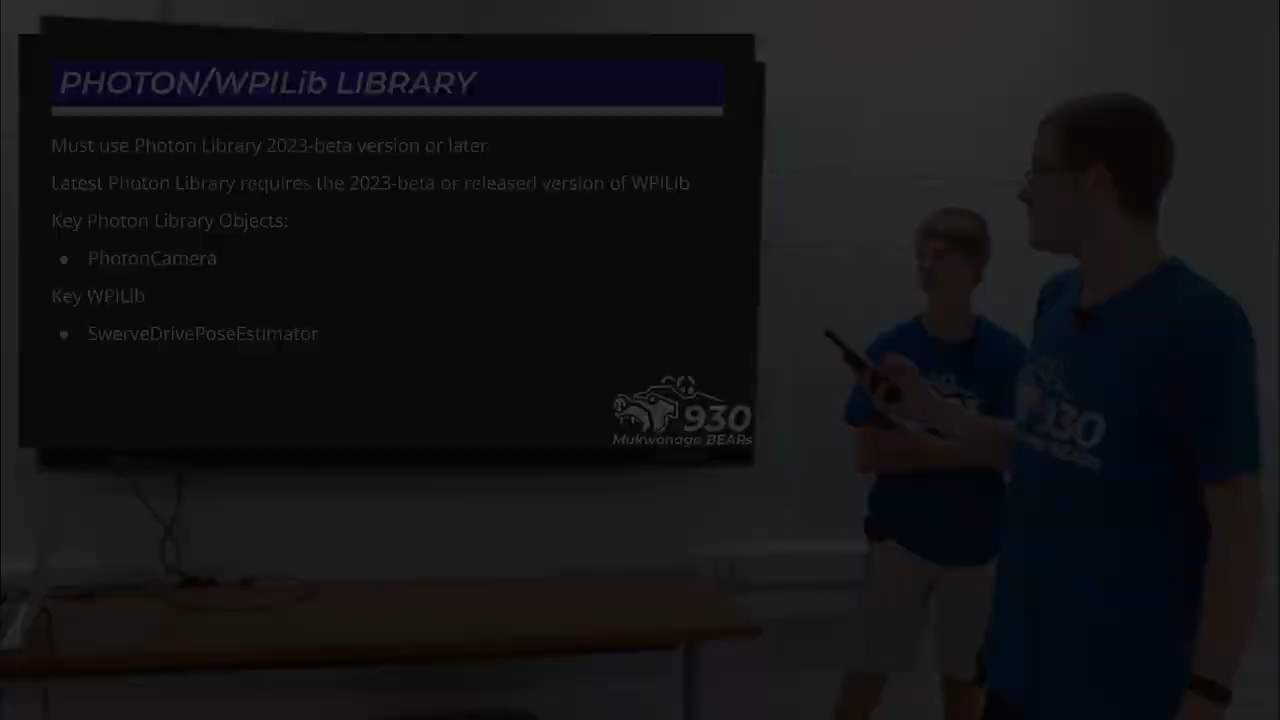 PHOTON/WPILib LIBRARY
Must use Photon Library 2023-beta version or later
Latest Photon Library requires the 2023-beta or released version of WPILib
Key Photon Library Objects:
● PhotonCamera
Key WPILib
● SwerveDrivePoseEstimator
930
Mukwonago BEARs
930